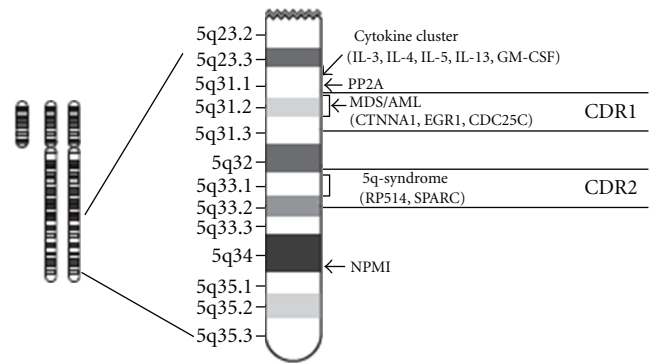 5q23.2
5q23.3
5q31.1
5q31.2
5q31.3
5q32
5q33.1
5q33.2
5q33.3
5q34
5q35.1
5q35.2
5q35.3
Cytokine cluster
(IL-3, IL-4, IL-5, IL-13, GM-CSF)
PP2A
MDS/AML
(CTNNA1, EGR1, CDC25C)
CDR1
5q-syndrome
(RP514, SPARC)
CDR2
NPMI